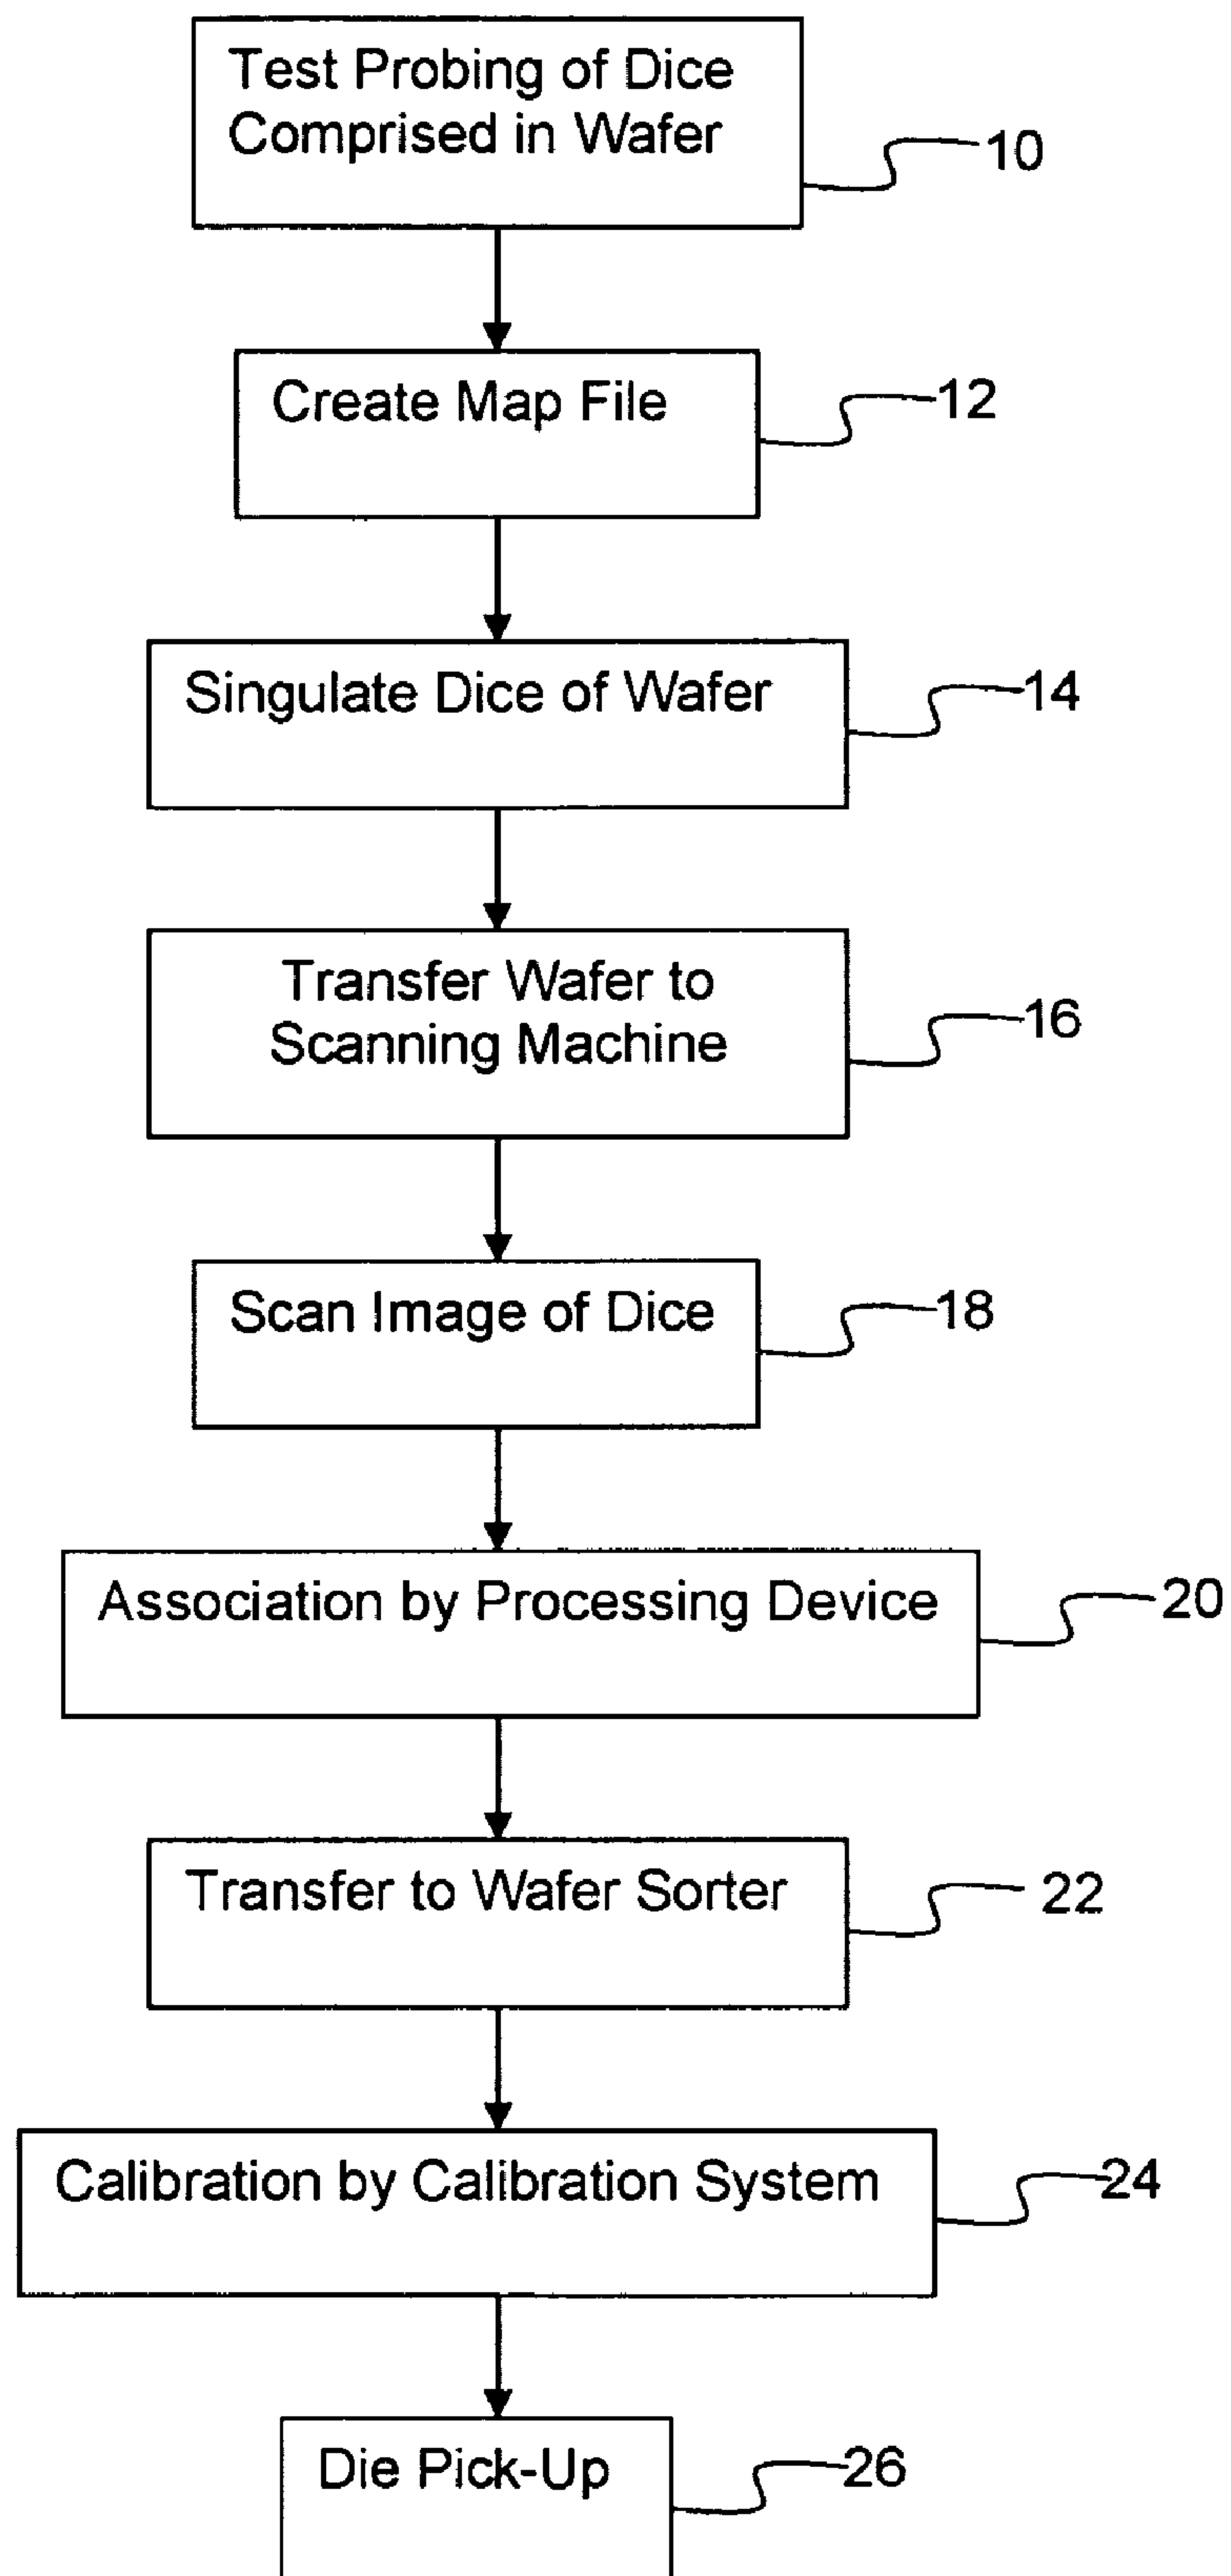 Test Probing of Dice
Comprised in Wafer
10
Create Map File
12
Singulate Dice of Wafer
14
Transfer Wafer to
Scanning Machine
16
Scan Image of Dice
18
Association by Processing Device
20
Transfer to Wafer Sorter
22
Calibration by Calibration System
24
Die Pick-Up
26